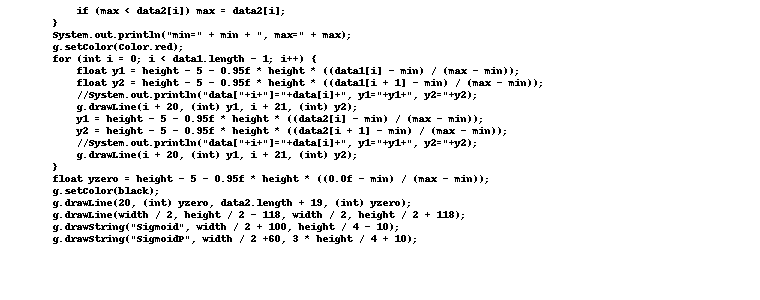 if (max < data2[i]) max = data2[i];
}
System.out.println("min=" + min + ", max=" + max);
g.setColor(Color.red);
for (int i = 0; i < data1.length - 1; i++) {
float y1 = height - 5 - 0.95f * height * ((data1[i] - min) / (max - min));
float y2 = height - 5 - 0.95f * height * ((data1[i + 1] - min) / (max - min));
//System.out.println("data["+i+"]="+data[i]+", y1="+y1+", y2="+y2);
g.drawLine(i + 20, (int) y1, i + 21, (int) y2);
y1 = height - 5 - 0.95f * height * ((data2[i] - min) / (max - min));
y2 = height - 5 - 0.95f * height * ((data2[i + 1] - min) / (max - min));
//System.out.println("data["+i+"]="+data[i]+", y1="+y1+", y2="+y2);
g.drawLine(i + 20, (int) y1, i + 21, (int) y2);
}
float yzero = height - 5 - 0.95f * height * ((0.0f - min) / (max - min));
g.setColor(black);
g.drawLine(20, (int) yzero, data2.length + 19, (int) yzero);
g.drawLine(width / 2, height / 2 - 118, width / 2, height / 2 + 118);
g.drawString("Sigmoid", width / 2 + 100, height / 4 - 10);
g.drawString("SigmoidP", width / 2 +60, 3 * height / 4 + 10);